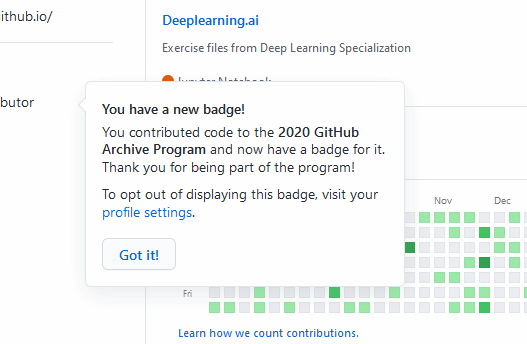 ithub.io/
Deeplearning.ai
Exercise files from Deep Learning Specialization
Jupyter Notebook
butor
You have a new badge!
You contributed code to the 2020 GitHub
Archive Program and now have a badge for it.
Thank you for being part of the program!
To opt out of displaying this badge, visit your
profile settings.
Got it!
Nov Dec
Fri
Learn how we count contributions.